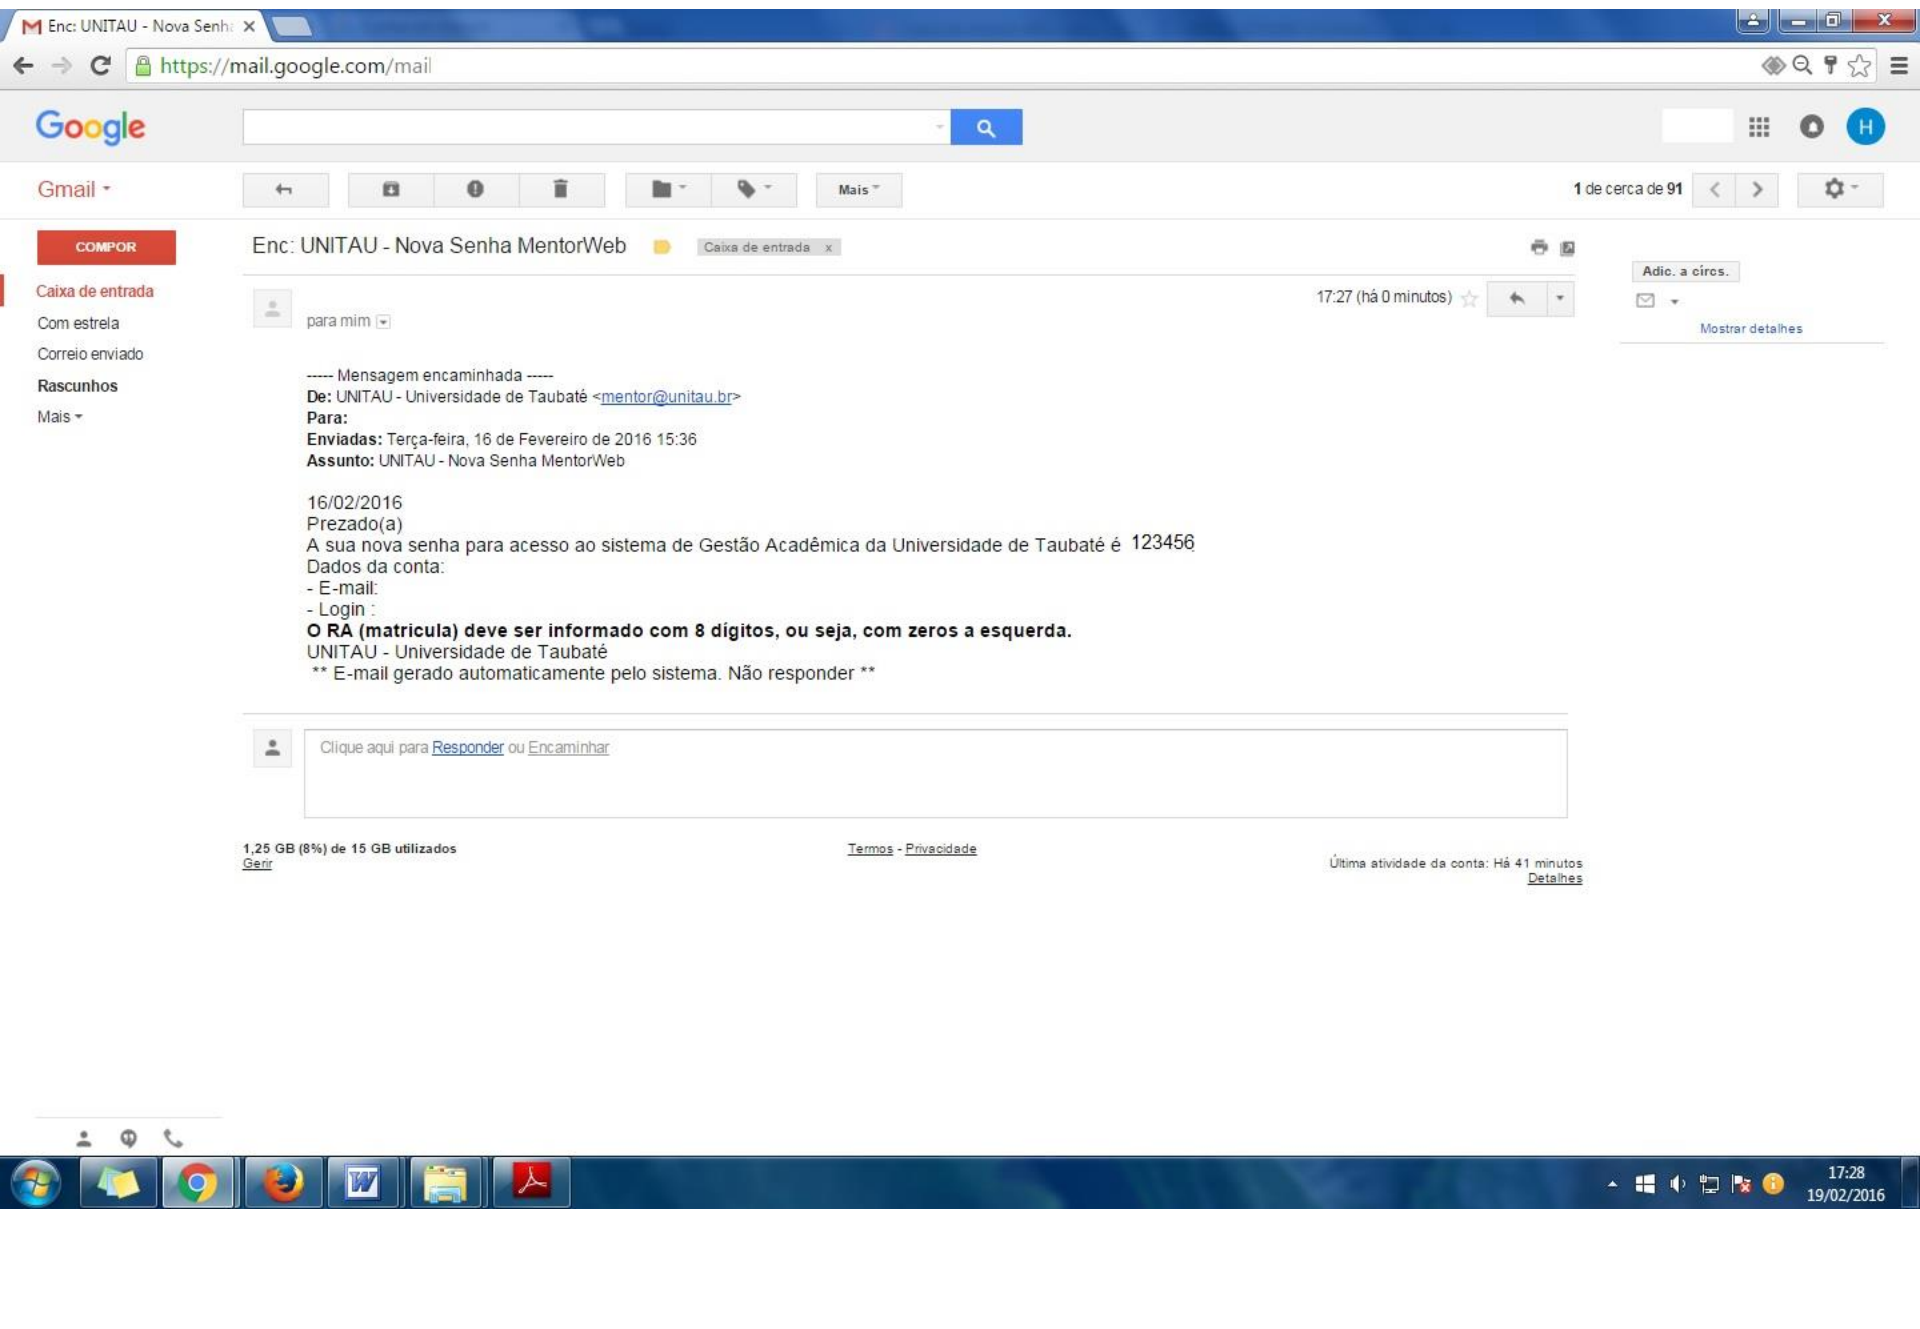 Enc: UNITAU - Nova Senha
https://mail.google.com/mail
Google
H
Gmail
Mais
1 de cerca de 91
COMPOR
Enc: UNITAU - Nova Senha MentorWeb
Caixa de entrada x
Adic. a círcs.
Caixa de entrada
17:27 (há 0 minutos)
para mim
Com estrela
Mostrar detalhes
Correio enviado
Rascunhos
Mais
----- Mensagem encaminhada -----
De: UNITAU - Universidade de Taubaté <mentor@unitau.br>
Para:
Enviadas: Terça-feira, 16 de Fevereiro de 2016 15:36
Assunto: UNITAU - Nova Senha MentorWeb
16/02/2016
Prezado(a)
A sua nova senha para acesso ao sistema de Gestão Acadêmica da Universidade de Taubaté é 123456
Dados da conta:
- E-mail:
- Login :
O RA (matricula) deve ser informado com 8 dígitos, ou seja, com zeros a esquerda.
UNITAU - Universidade de Taubaté
** E-mail gerado automaticamente pelo sistema. Não responder **
Clique aqui para Responder ou Encaminhar
1,25 GB (8%) de 15 GB utilizados
Gerir
Termos - Privacidade
Última atividade da conta: Há 41 minutos
Detalhes
17:28
19/02/2016